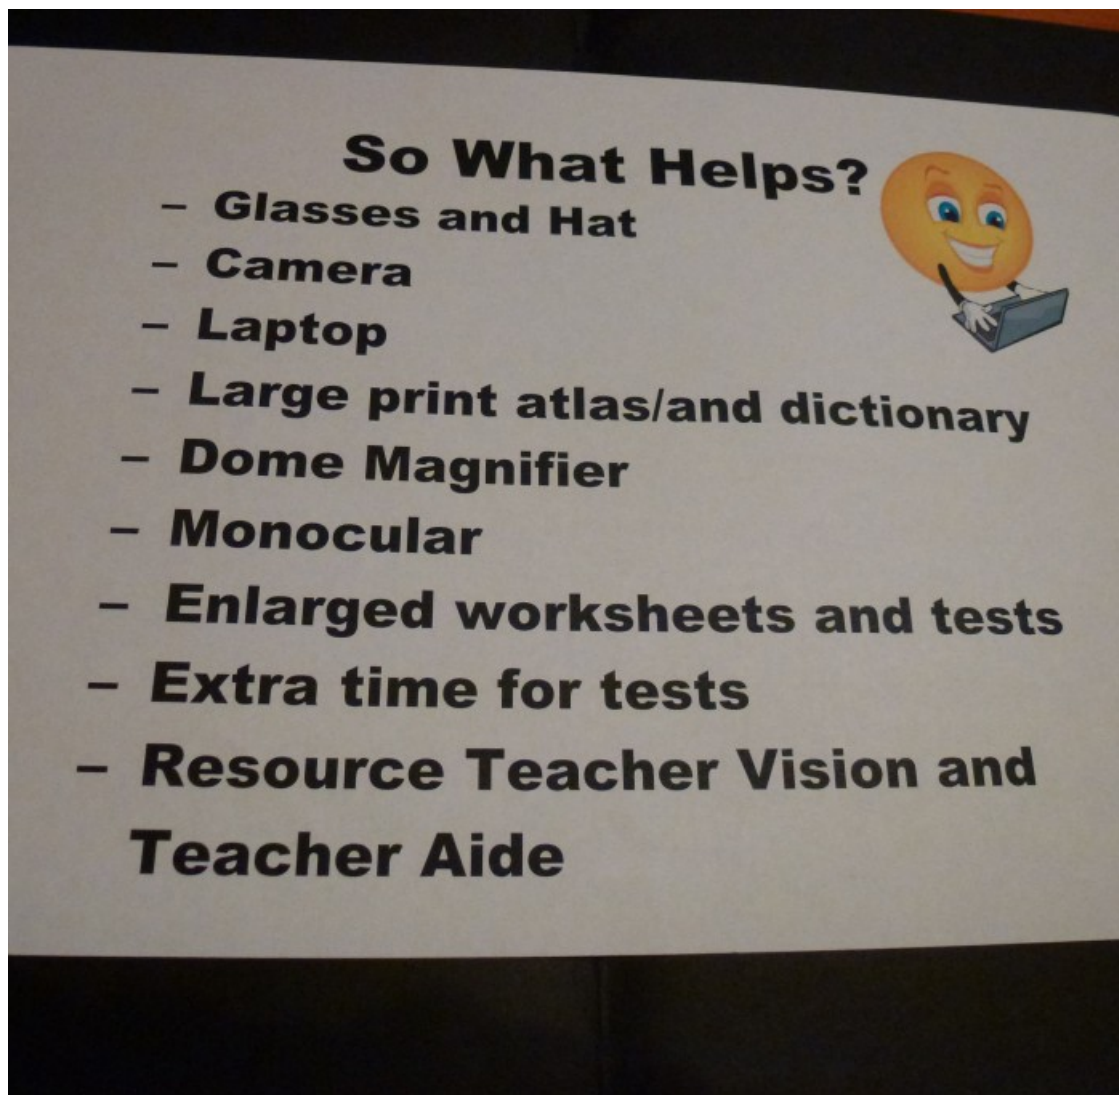 So What Helps?
– Glasses and Hat
– Camera
– Laptop
– Large print atlas/and dictionary
– Dome Magnifier
– Monocular
– Enlarged worksheets and tests
– Extra time for tests
– Resource Teacher Vision and
Teacher Aide